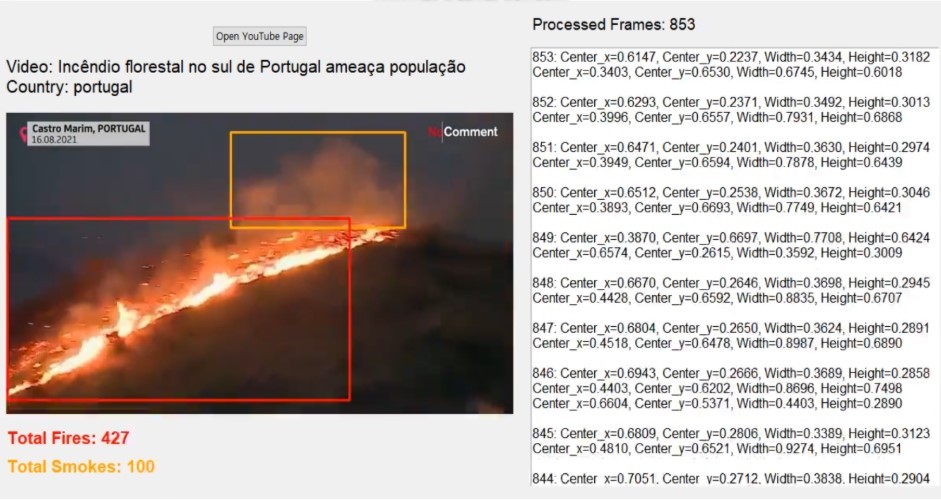 Open YouTube Page
Video: Incêndio florestal no sul de Portugal ameaça população
Country: portugal
Castro Marim, PORTUGAL
16.08.2021
No Comment
Total Fires: 427
Total Smokes: 100
Processed Frames: 853
853: Center_x=0.6147, Center_y=0.2237, Width=0.3434, Height=0.3182
Center_x=0.3403, Center_y=0.6530, Width=0.6745, Height=0.6018
852: Center_x=0.6293, Center_y=0.2371, Width=0.3492, Height=0.3013
Center_x=0.3996, Center_y=0.6557, Width=0.7931, Height=0.6868
851: Center_x=0.6471, Center_y=0.2401, Width=0.3630, Height=0.2974
Center_x=0.3949, Center_y=0.6594, Width=0.7878, Height=0.6439
850: Center_x=0.6512, Center_y=0.2538, Width=0.3672, Height=0.3046
Center_x=0.3893, Center_y=0.6693, Width=0.7749, Height=0.6421
849: Center_x=0.3870, Center_y=0.6697, Width=0.7708, Height=0.6424
Center_x=0.6574, Center_y=0.2615, Width=0.3592, Height=0.3009
848: Center_x=0.6670, Center_y=0.2646, Width=0.3698, Height=0.2945
Center_x=0.4428, Center_y=0.6592, Width=0.8835, Height=0.6707
847: Center_x=0.6804, Center_y=0.2650, Width=0.3624, Height=0.2891
Center_x=0.4518, Center_y=0.6478, Width=0.8987, Height=0.6890
846: Center_x=0.6943, Center_y=0.2666, Width=0.3689, Height=0.2858
Center_x=0.4403, Center_y=0.6202, Width=0.8696, Height=0.7498
Center_x=0.6604, Center_y=0.5371, Width=0.4403, Height=0.2890
845: Center_x=0.6809, Center_y=0.2806, Width=0.3389, Height=0.3123
Center_x=0.4810, Center_y=0.6521, Width=0.9274, Height=0.6951
844: Center_x=0.7051, Center_y=0.2712, Width=0.3838, Height=0.2904